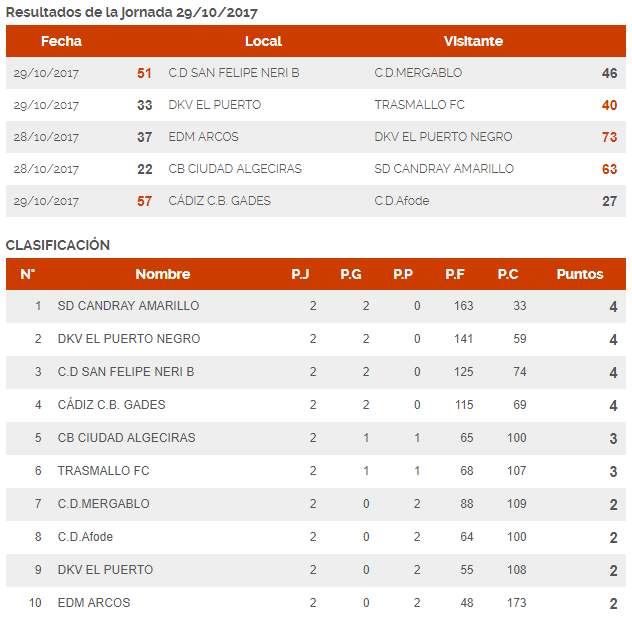 Resultados de la jornada 29/10/2017
Fecha Local Visitante
29/10/2017 51 C.D SAN FELIPE NERI B C.D.MERGABLO 46
29/10/2017 33 DKV EL PUERTO TRASMALLO FC 40
28/10/2017 37 EDM ARCOS DKV EL PUERTO NEGRO 73
28/10/2017 22 CB CIUDAD ALGECIRAS SD CANDRAY AMARILLO 63
29/10/2017 57 CÁDIZ C.B. GADES C.D.Afode 27
CLASIFICACIÓN
N° Nombre P.J P.G P.P P.F P.C Puntos
1 SD CANDRAY AMARILLO 2 2 0 163 33 4
2 DKV EL PUERTO NEGRO 2 2 0 141 59 4
3 C.D SAN FELIPE NERI B 2 2 0 125 74 4
4 CÁDIZ C.B. GADES 2 2 0 115 69 4
5 CB CIUDAD ALGECIRAS 2 1 1 65 100 3
6 TRASMALLO FC 2 1 1 68 107 3
7 C.D.MERGABLO 2 0 2 88 109 2
8 C.D.Afode 2 0 2 64 100 2
9 DKV EL PUERTO 2 0 2 55 108 2
10 EDM ARCOS 2 0 2 48 173 2